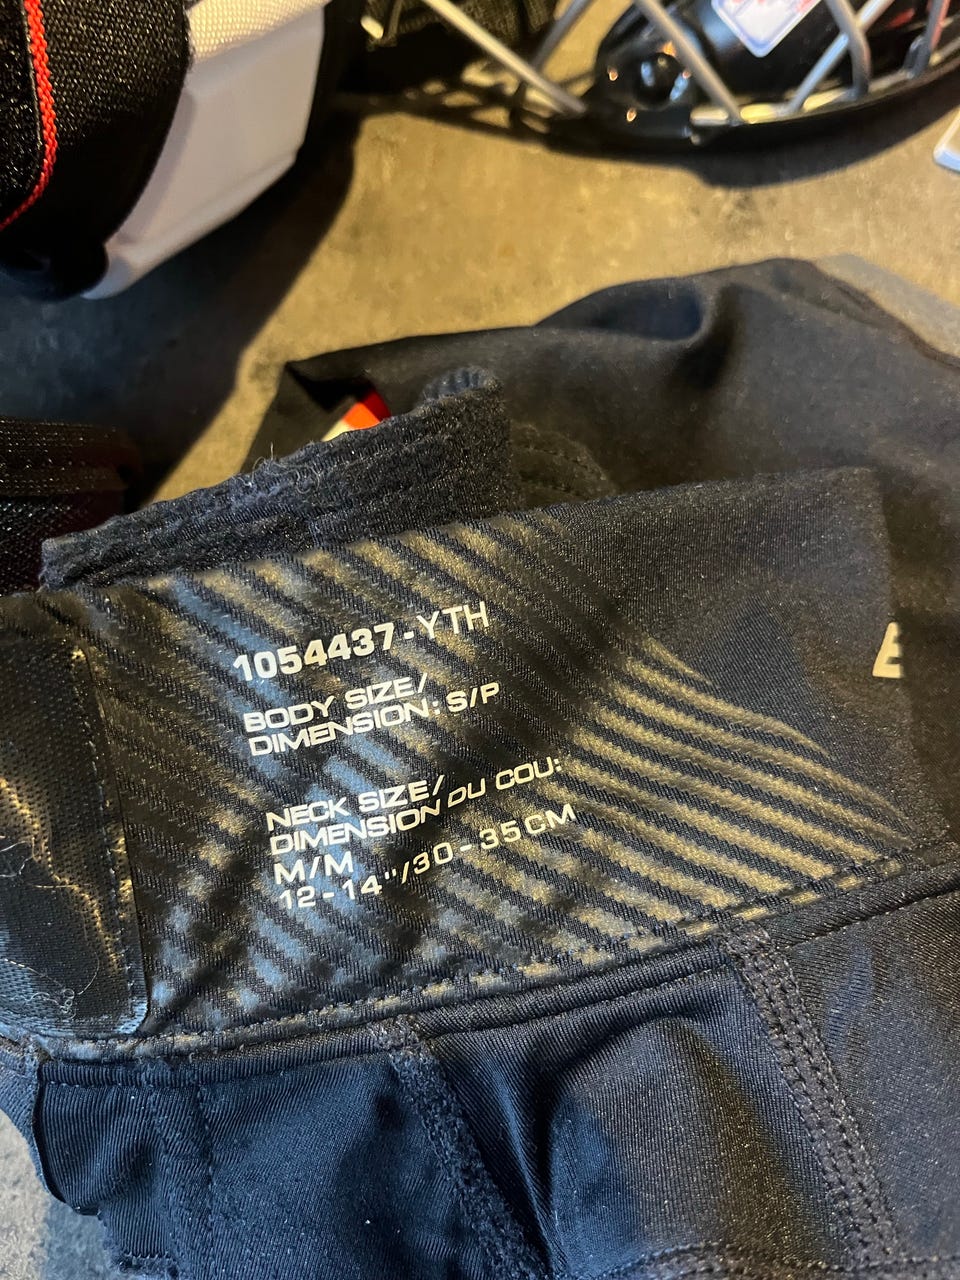 1054437-YTH
BODY SIZE/
DIMENSION: S/P
NECK SIZE/
DIMENSION DU COU:
M/M
12-14"/30-35CM